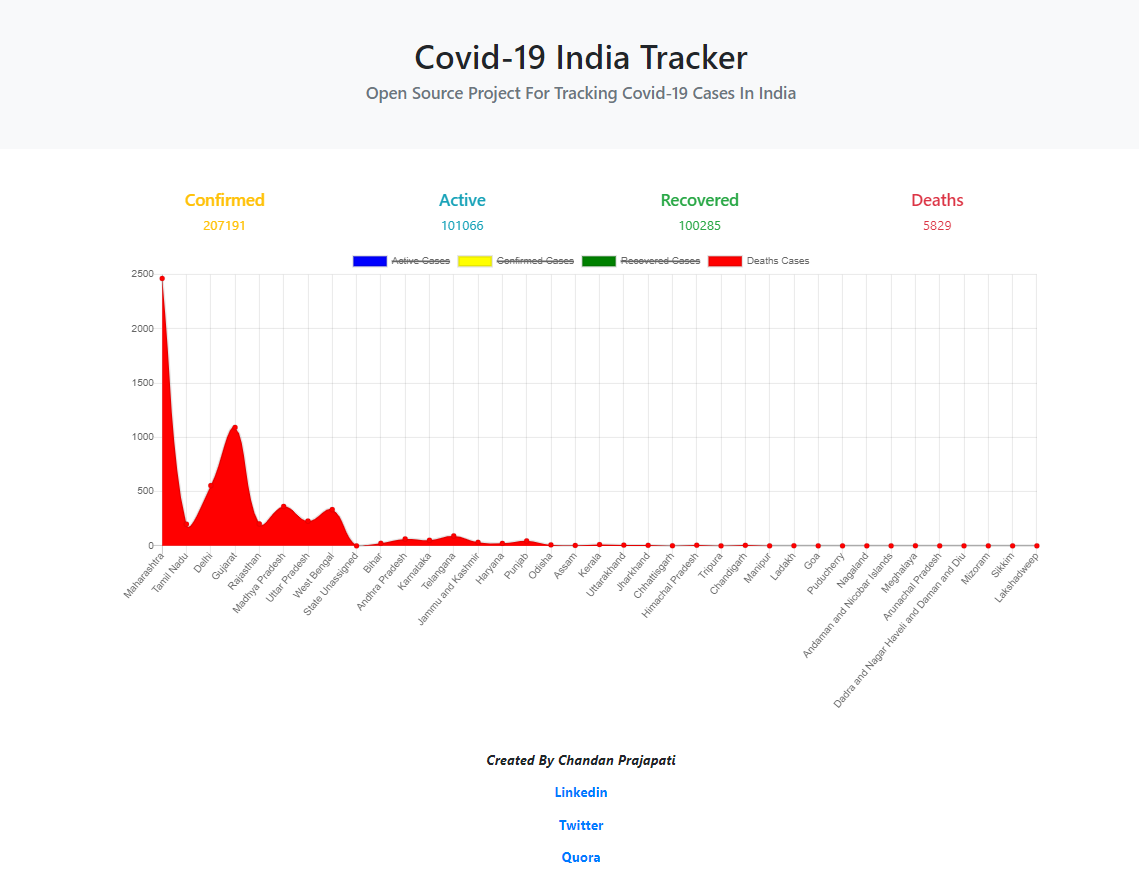 Covid-19 India Tracker
Open Source Project For Tracking Covid-19 Cases In India
Confirmed Active Recovered Deaths
207191 101066 100285 5829
Active Cases Confirmed Cases Recovered Cases Deaths Cases
2500
2000
1500
1000
500
0
Maharashtra
Tamil Nadu
Delhi
Gujarat
Rajasthan
Madhya Pradesh
Uttar Pradesh
West Bengal
State Unassigned
Bihar
Andhra Pradesh
Karnataka
Telangana
Jammu and Kashmir
Haryana
Punjab
Odisha
Assam
Kerala
Uttarakhand
Jharkhand
Chhattisgarh
Himachal Pradesh
Tripura
Chandigarh
Manipur
Ladakh
Goa
Puducherry
Nagaland
Andaman and Nicobar Islands
Meghalaya
Arunachal Pradesh
Dadra and Nagar Haveli and Daman and Diu
Mizoram
Sikkim
Lakshadweep
Created By Chandan Prajapati
Linkedin
Twitter
Quora